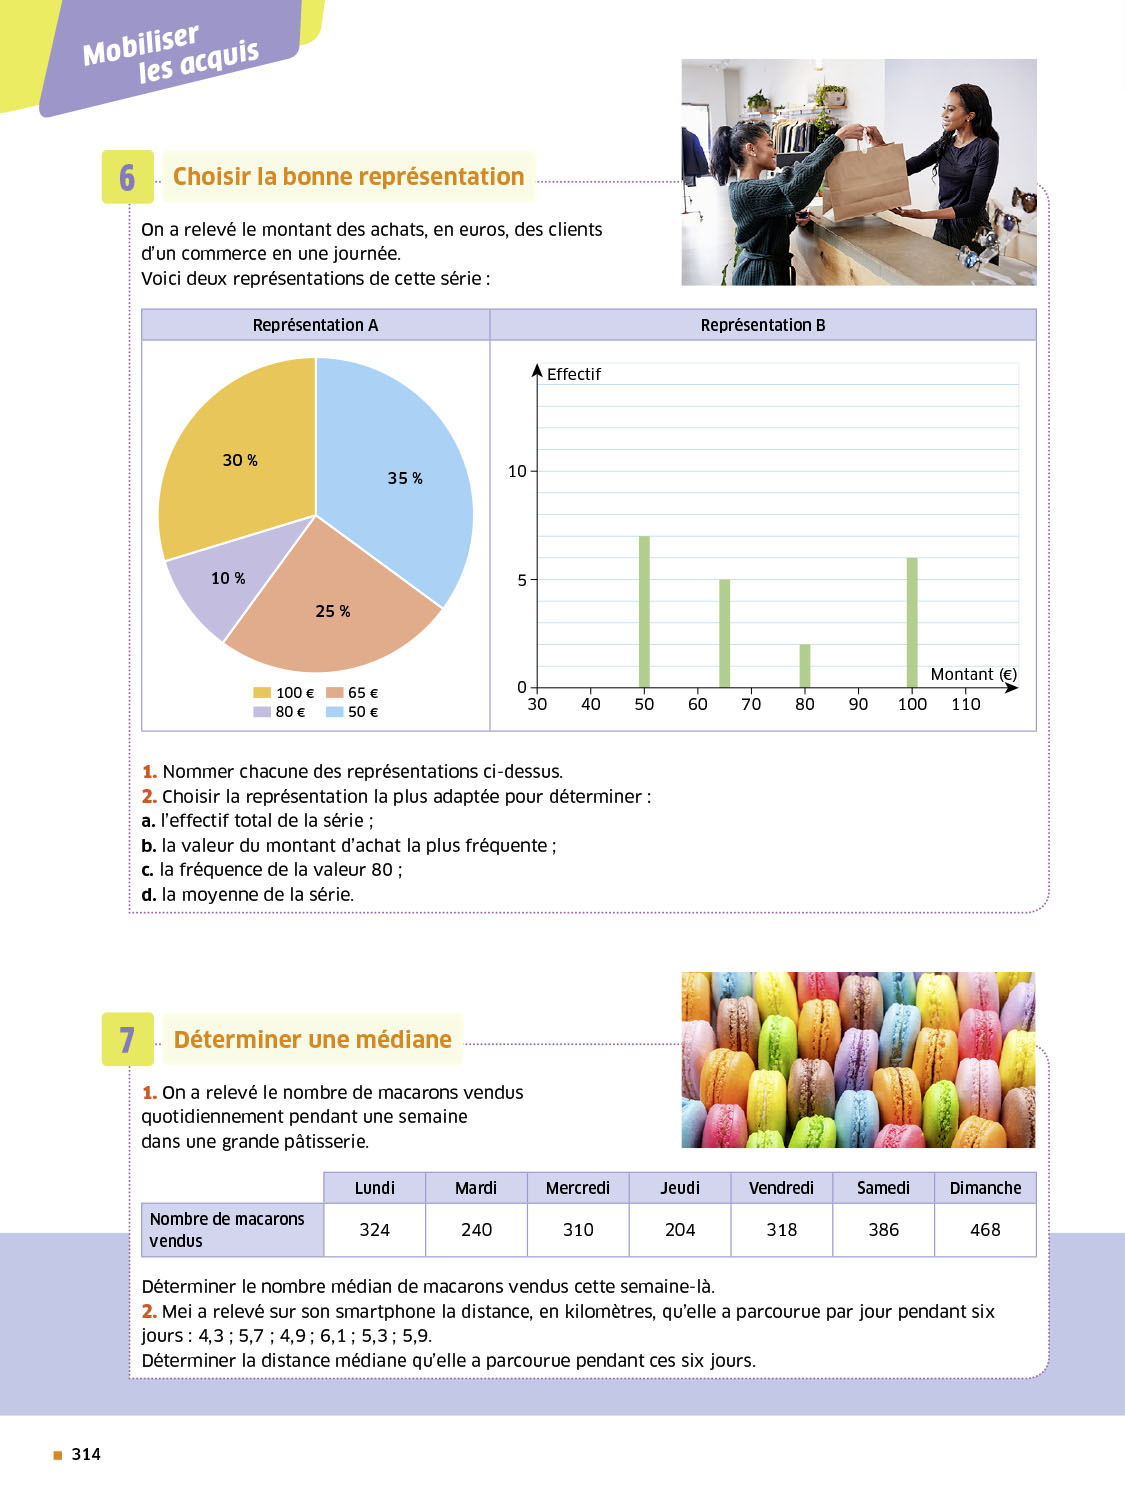 Mobiliser
les acquis
6 Choisir la bonne représentation
On a relevé le montant des achats, en euros, des clients
d'un commerce en une journée.
Voici deux représentations de cette série :
Représentation A
Représentation B
30 %
35 %
10 %
25 %
100 € 65 €
80 € 50 €
Effectif
10
5
0
Montant (€)
30 40 50 60 70 80 90 100 110
1. Nommer chacune des représentations ci-dessus.
2. Choisir la représentation la plus adaptée pour déterminer :
a. l'effectif total de la série ;
b. la valeur du montant d'achat la plus fréquente ;
c. la fréquence de la valeur 80 ;
d. la moyenne de la série.
7 Déterminer une médiane
1. On a relevé le nombre de macarons vendus
quotidiennement pendant une semaine
dans une grande pâtisserie.
Lundi Mardi Mercredi Jeudi Vendredi Samedi Dimanche
Nombre de macarons
vendus
324 240 310 204 318 386 468
Déterminer le nombre médian de macarons vendus cette semaine-là.
2. Mei a relevé sur son smartphone la distance, en kilomètres, qu'elle a parcourue par jour pendant six
jours : 4,3 ; 5,7 ; 4,9 ; 6,1 ; 5,3 ; 5,9.
Déterminer la distance médiane qu'elle a parcourue pendant ces six jours.
314